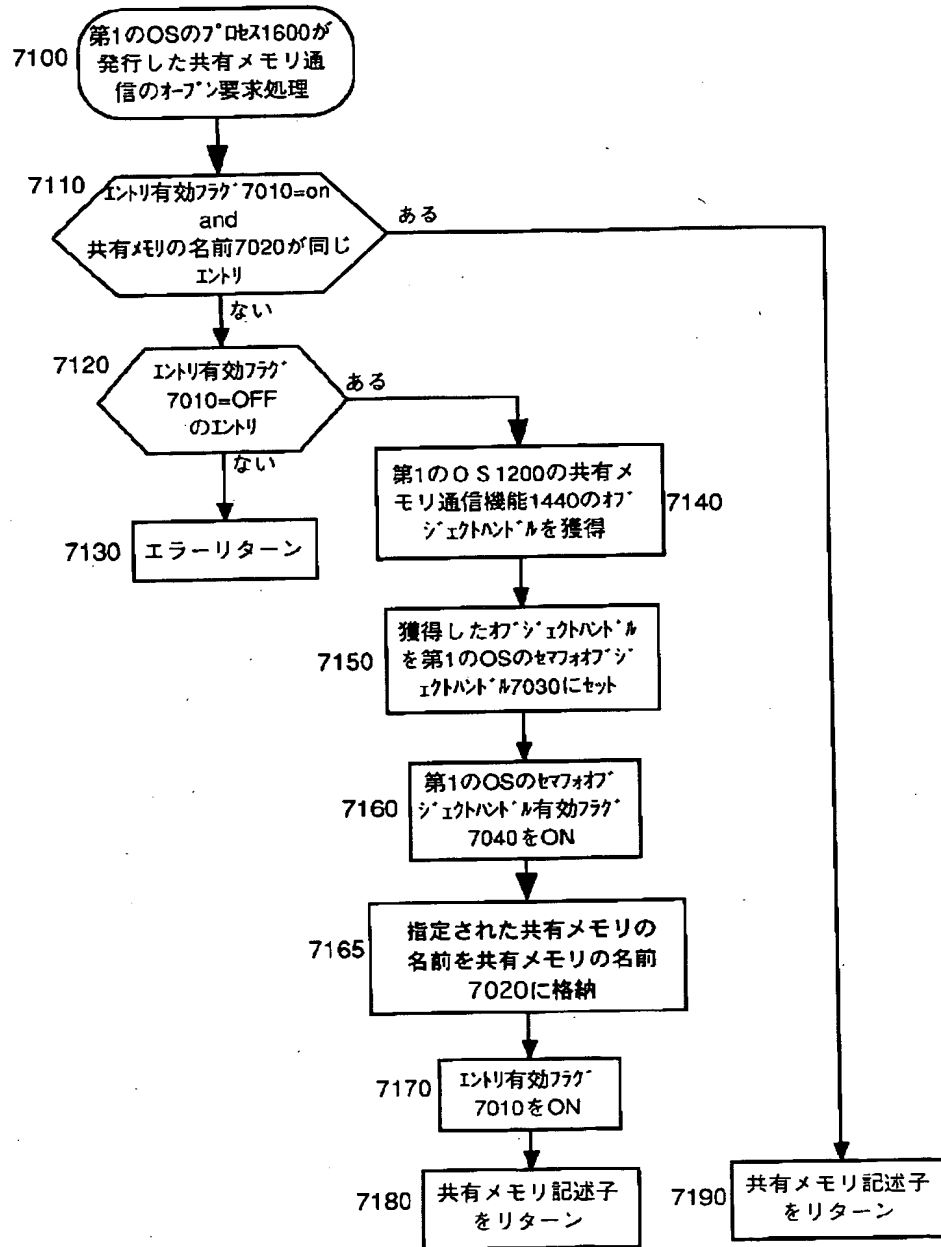 7100
第1のOSのﾌﾟﾛｾｽ1600が
発行した共有メモリ通
信のｵｰﾌﾟﾝ要求処理
7110
ｴﾝﾄﾘ有効ﾌﾗｸﾞ7010=on
and
共有ﾒﾓﾘの名前7020が同じ
ｴﾝﾄﾘ
ある
ない
7120
ｴﾝﾄﾘ有効ﾌﾗｸﾞ
7010=OFF
のｴﾝﾄﾘ
ある
ない
7130
エラーリターン
第1のOS1200の共有メ
モリ通信機能1440のｵﾌﾞ
ｼﾞｪｸﾄﾊﾝﾄﾞﾙを獲得
7140
7150
獲得したｵﾌﾞｼﾞｪｸﾄﾊﾝﾄﾞﾙ
を第1のOSのｾﾏﾌｫｵﾌﾞｼﾞ
ｪｸﾄﾊﾝﾄﾞﾙ7030にｾｯﾄ
7160
第1のOSのｾﾏﾌｫｵﾌﾞ
ｼﾞｪｸﾄﾊﾝﾄﾞﾙ有効ﾌﾗｸﾞ
7040をON
7165
指定された共有メモリの
名前を共有メモリの名前
7020に格納
7170
ｴﾝﾄﾘ有効ﾌﾗｸﾞ
7010をON
7180
共有メモリ記述子
をリターン
7190
共有メモリ記述子
をリターン